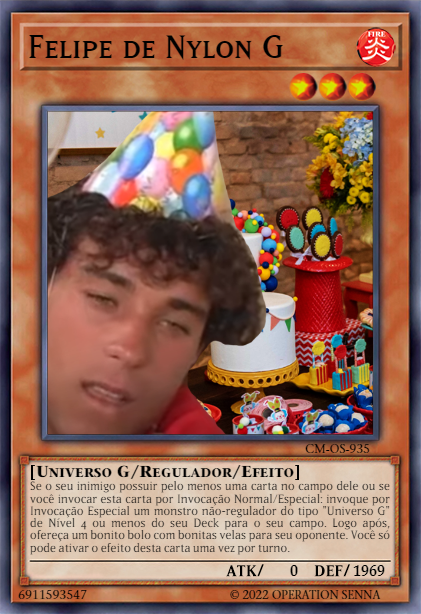 Felipe de Nylon G
FIRE
炎
CM-OS-935
[Universo G/Regulador/Efeito]
Se o seu inimigo possuir pelo menos uma carta no campo dele ou se
você invocar esta carta por Invocação Normal/Especial: invoque por
Invocação Especial um monstro não-regulador do tipo "Universo G"
de Nível 4 ou menos do seu Deck para o seu campo. Logo após,
ofereça um bonito bolo com bonitas velas para seu oponente. Você só
pode ativar o efeito desta carta uma vez por turno.
ATK/ 0 DEF/1969
6911593547
© 2022 OPERATION SENNA